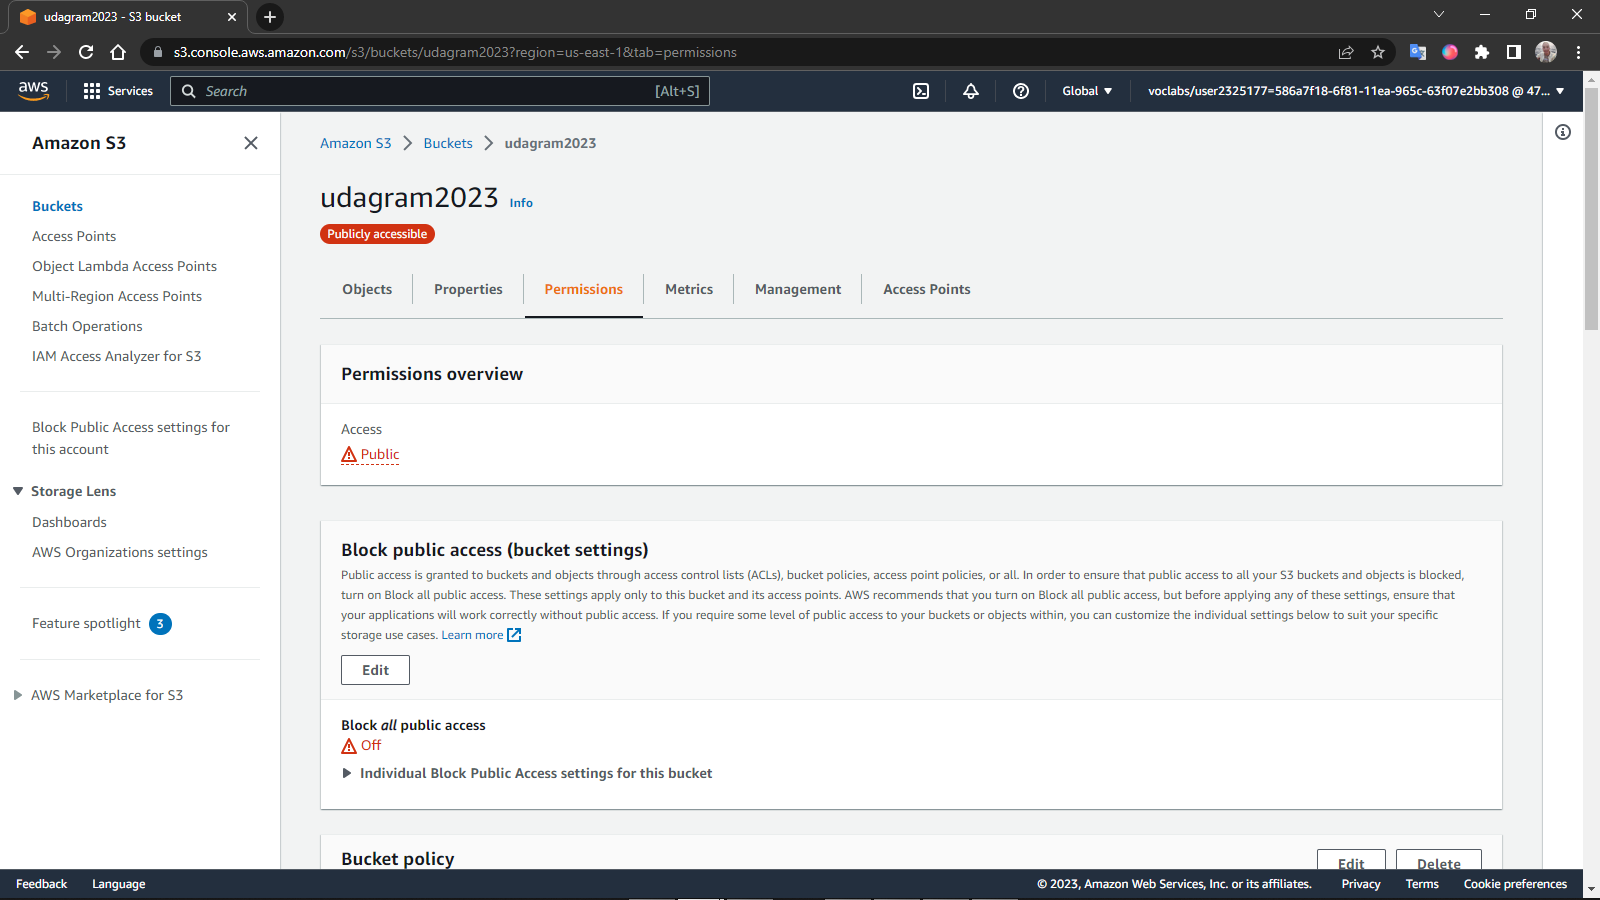 udagram2023 - S3 bucket
s3.console.aws.amazon.com/s3/buckets/udagram2023?region=us-east-1&tab=permissions
aws
Services
Search
[Alt+S]
Global
voclabs/user2325177=586a7f18-6f81-11ea-965c-63f07e2bb308 @ 47...
Amazon S3
Buckets
Access Points
Object Lambda Access Points
Multi-Region Access Points
Batch Operations
IAM Access Analyzer for S3
Block Public Access settings for
this account
Storage Lens
Dashboards
AWS Organizations settings
Feature spotlight 3
AWS Marketplace for S3
Amazon S3 > Buckets > udagram2023
udagram2023 Info
Publicly accessible
Objects
Properties
Permissions
Metrics
Management
Access Points
Permissions overview
Access
Public
Block public access (bucket settings)
Public access is granted to buckets and objects through access control lists (ACLs), bucket policies, access point policies, or all. In order to ensure that public access to all your S3 buckets and objects is blocked,
turn on Block all public access. These settings apply only to this bucket and its access points. AWS recommends that you turn on Block all public access, but before applying any of these settings, ensure that
your applications will work correctly without public access. If you require some level of public access to your buckets or objects within, you can customize the individual settings below to suit your specific
storage use cases. Learn more
Edit
Block all public access
Off
Individual Block Public Access settings for this bucket
Bucket policy
Edit
Delete
Feedback
Language
© 2023, Amazon Web Services, Inc. or its affiliates.
Privacy
Terms
Cookie preferences